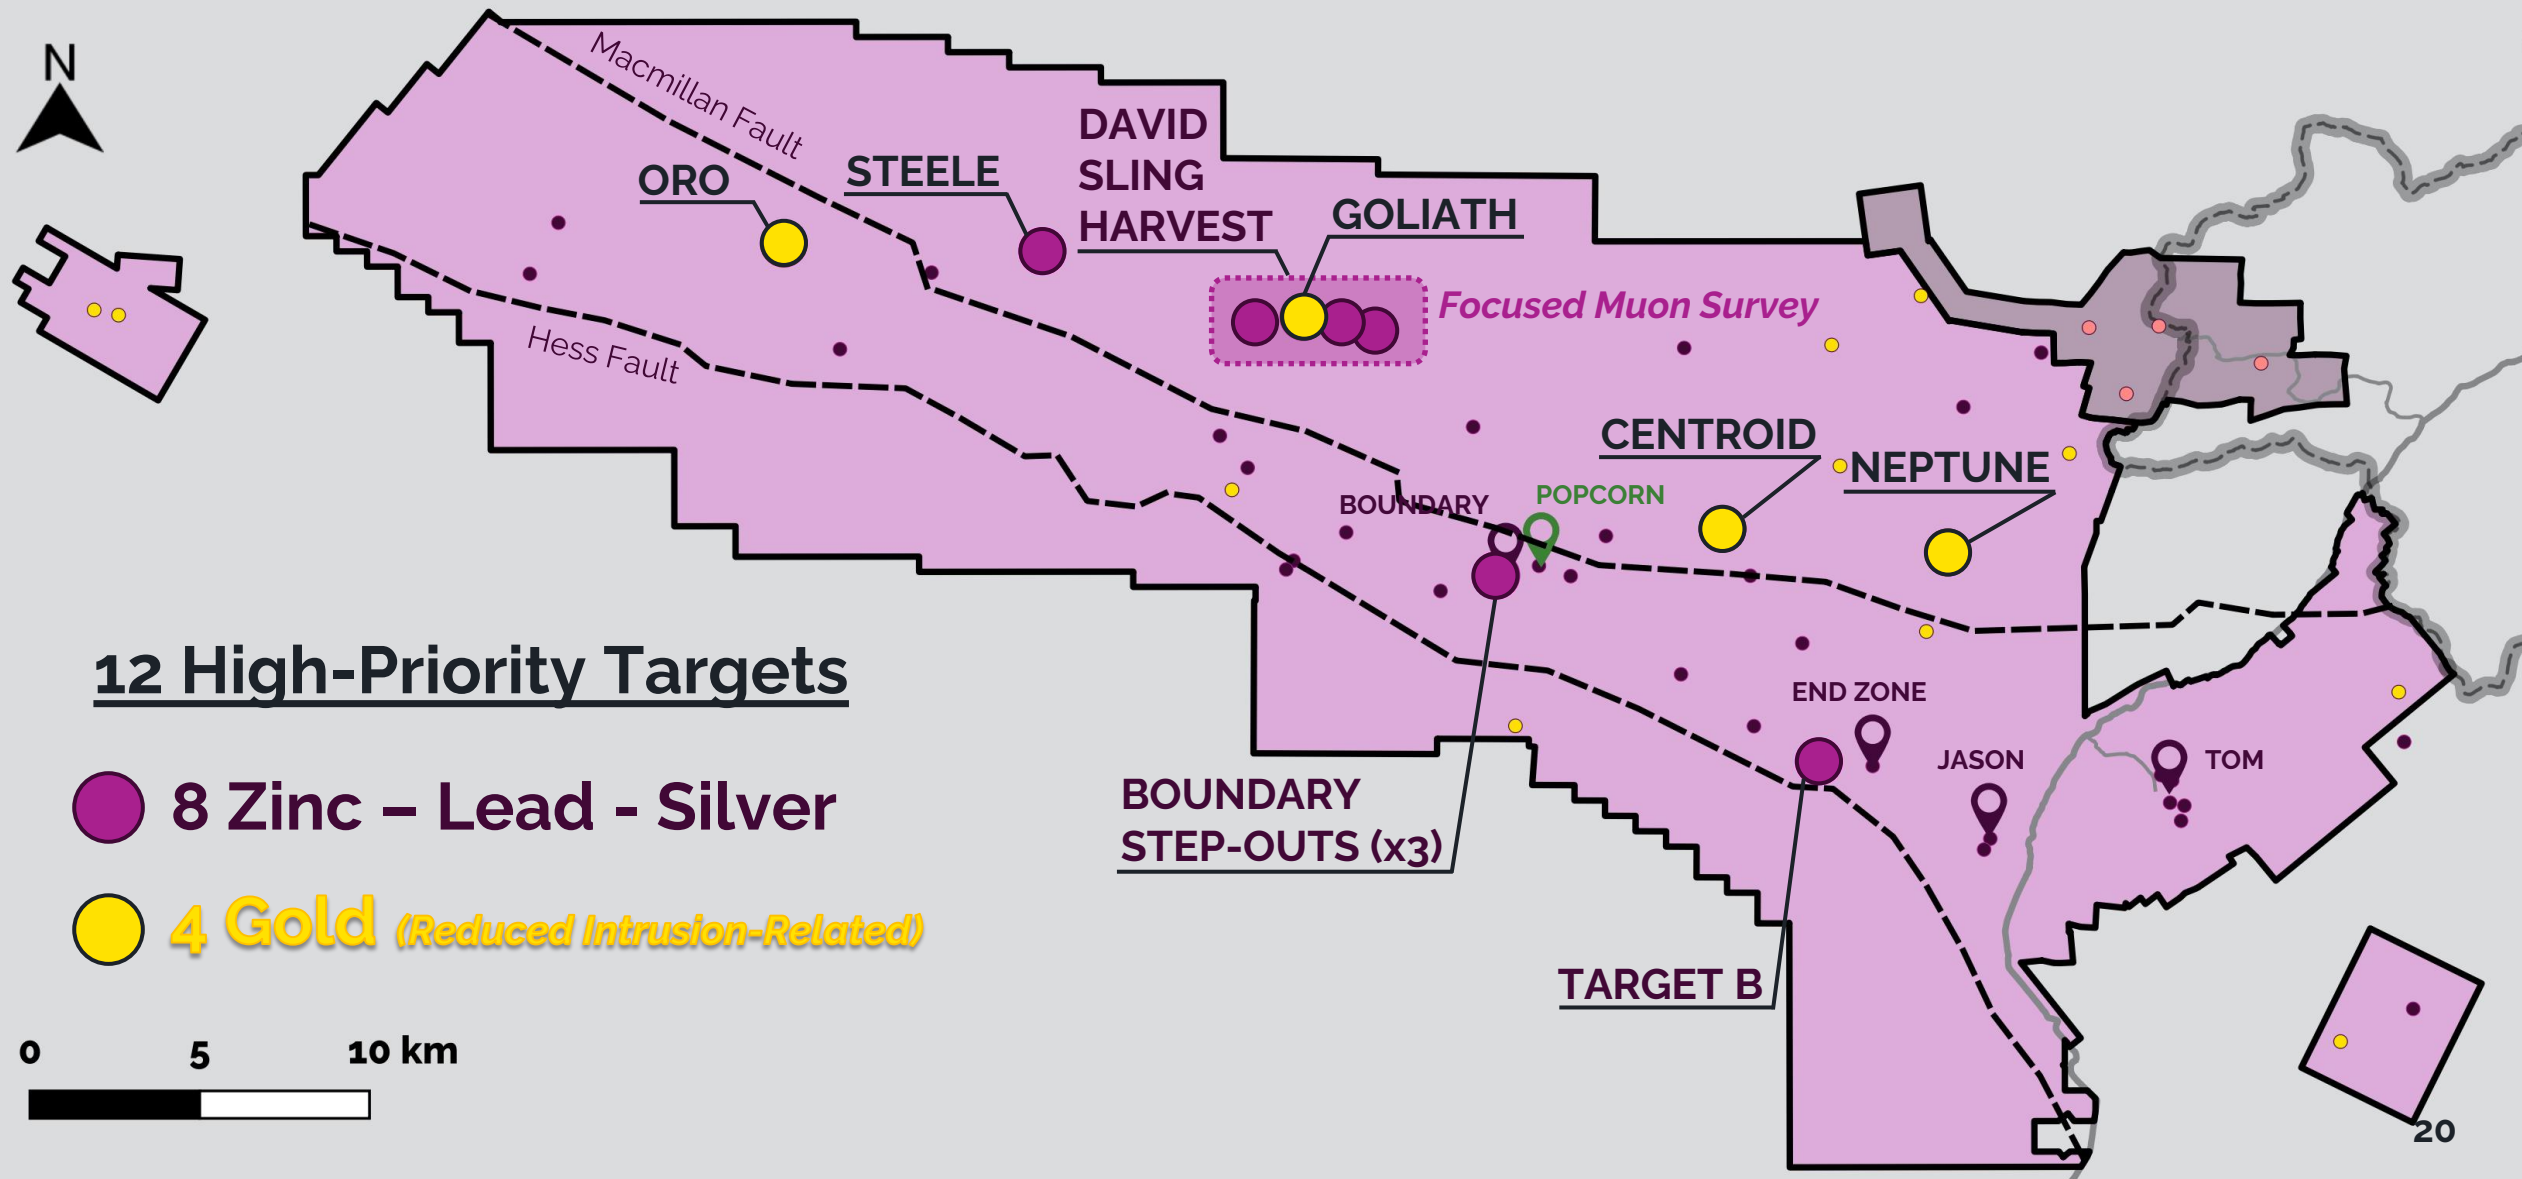 N
Macmillan Fault
DAVID
SLING
HARVEST
STEELE
ORO
GOLIATH
Focused Muon Survey
Hess Fault
CENTROID
NEPTUNE
BOUNDARY
POPCORN
12 High-Priority Targets
END ZONE
JASON
TOM
8 Zinc – Lead - Silver
BOUNDARY
STEP-OUTS (x3)
4 Gold (Reduced Intrusion-Related)
TARGET B
0 5 10 km
20